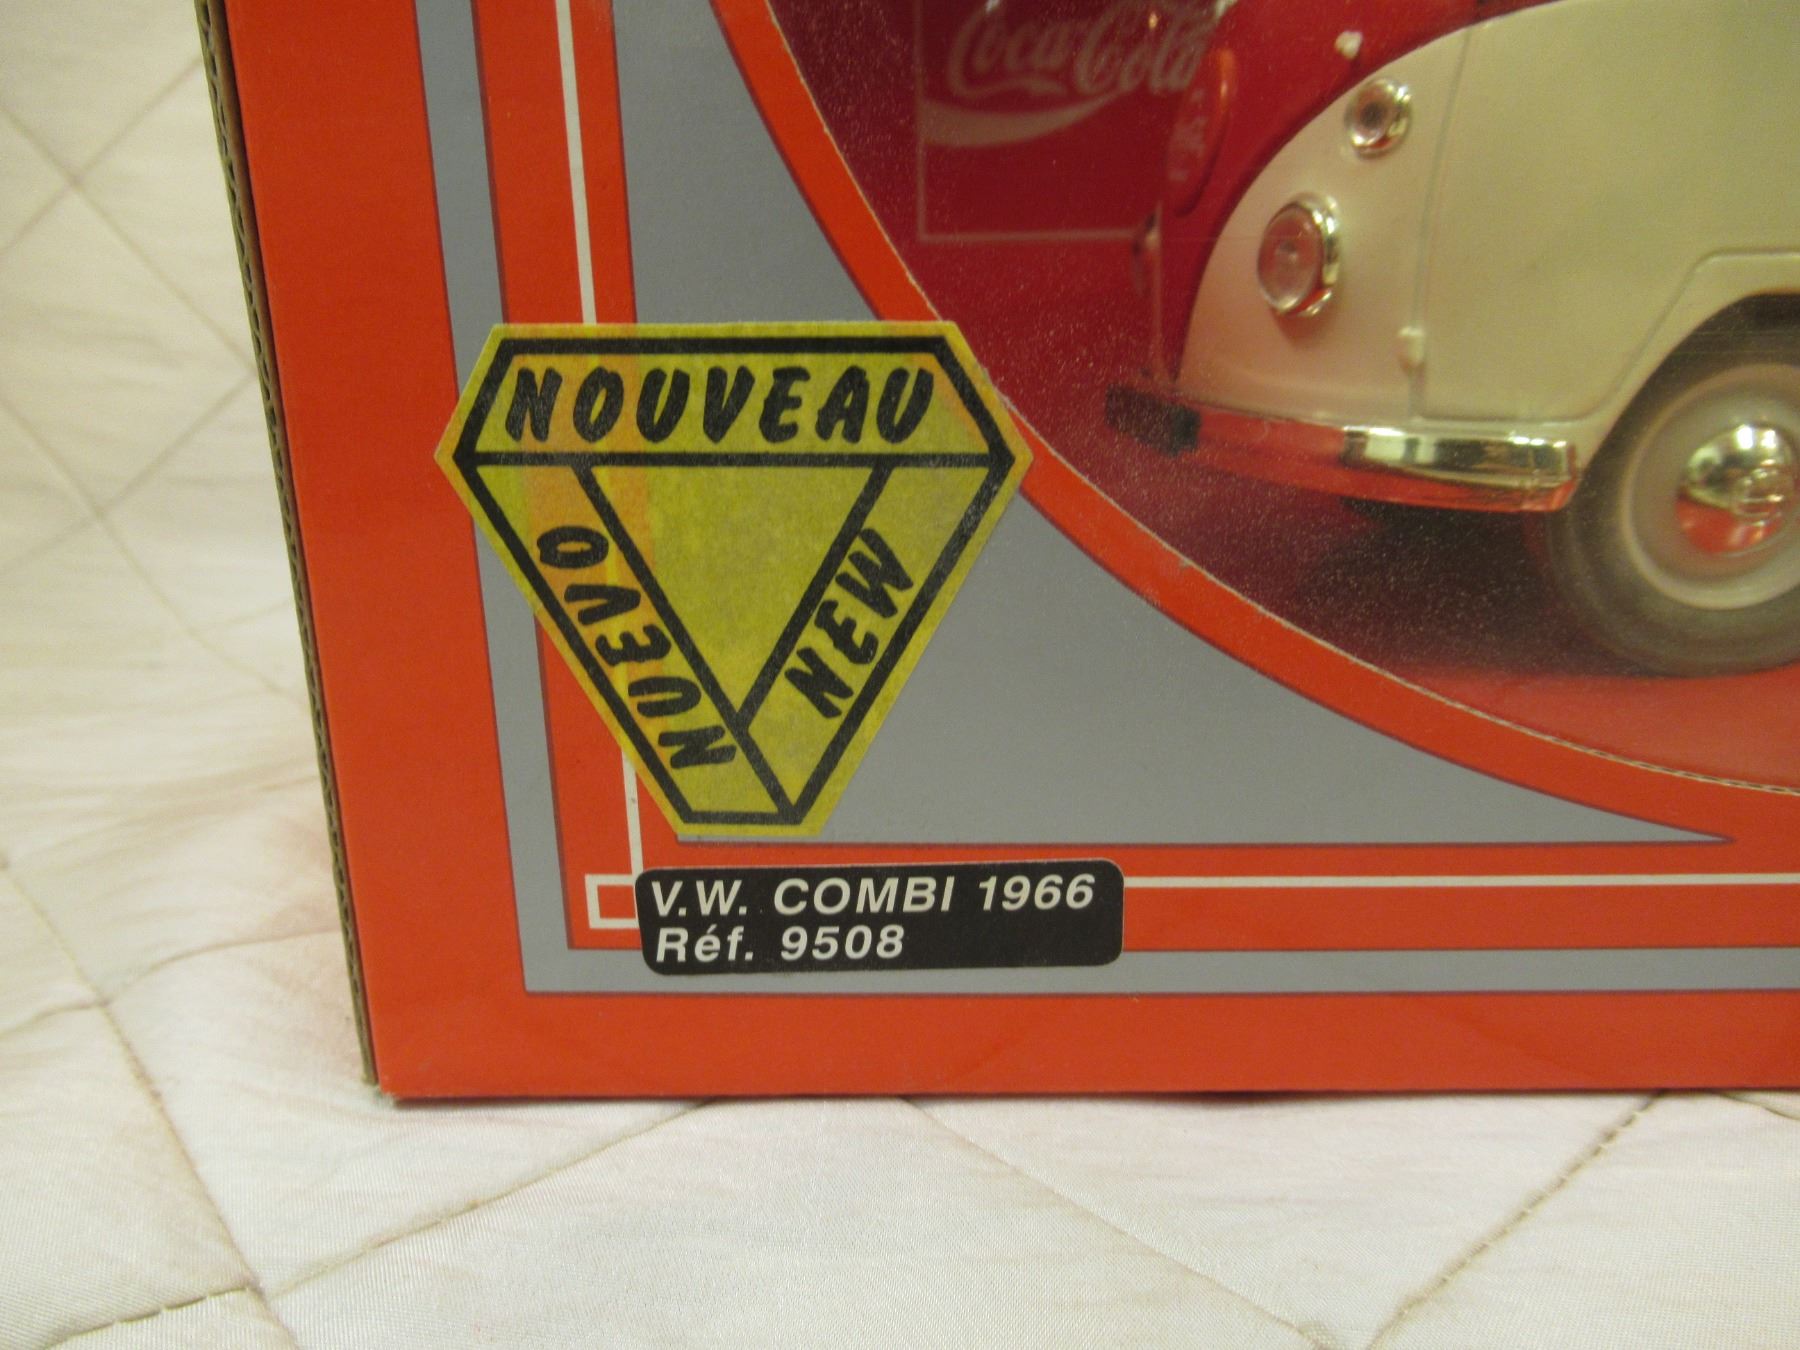 Coca-Cola
NOUVEAU
NUEVO
NEW
V.W. COMBI 1966
Réf. 9508